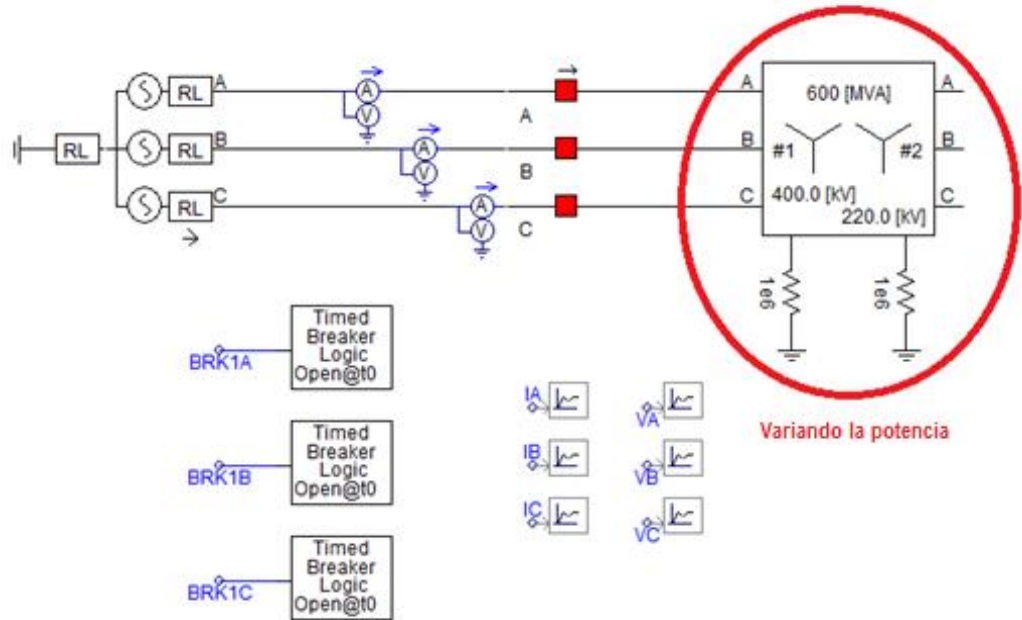 A
RL
A
A
A
600 [MVA]
V
A
B
RL
RL
A
B
B
#1
#2
V
B
C
RL
A
C
C
400.0 [kV]
220.0 [kV]
V
C
1e6
1e6
Timed
Breaker
Logic
Open@t0
BRK1A
IA
VA
Variando la potencia
Timed
Breaker
Logic
Open@t0
BRK1B
IB
VB
IC
VC
Timed
Breaker
Logic
Open@t0
BRK1C